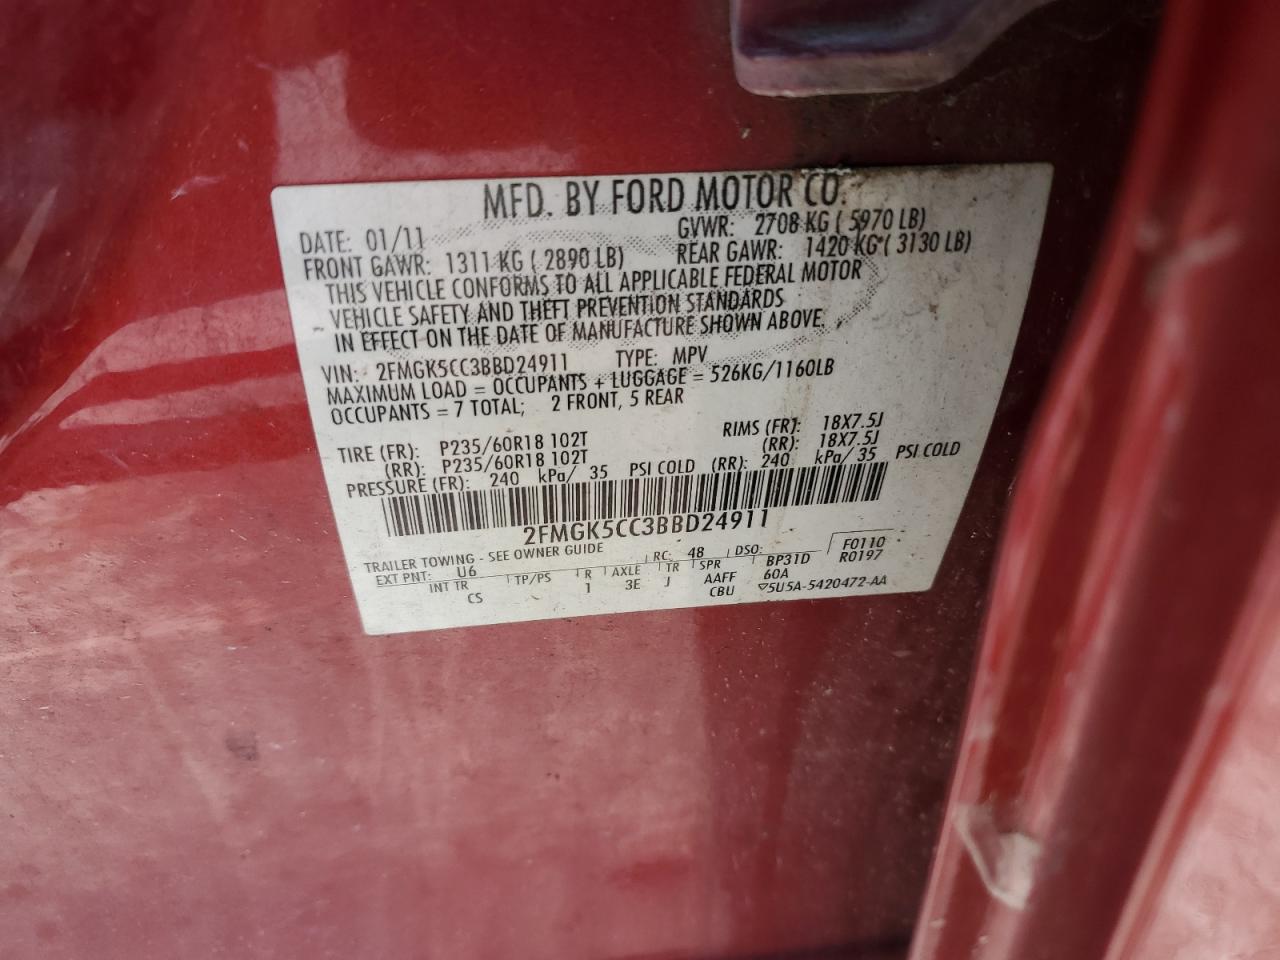 MFD. BY FORD MOTOR CO.
DATE: 01/11 GVWR: 2708 KG ( 5970 LB)
FRONT GAWR: 1311 KG ( 2890 LB) REAR GAWR: 1420 KG ( 3130 LB)
THIS VEHICLE CONFORMS TO ALL APPLICABLE FEDERAL MOTOR
VEHICLE SAFETY AND THEFT PREVENTION STANDARDS
IN EFFECT ON THE DATE OF MANUFACTURE SHOWN ABOVE.
VIN: 2FMGK5CC3BBD24911 TYPE: MPV
MAXIMUM LOAD = OCCUPANTS + LUGGAGE = 526KG/1160LB
OCCUPANTS = 7 TOTAL; 2 FRONT, 5 REAR
TIRE (FR): P235/60R18 102T RIMS (FR): 18X7.5J
(RR): P235/60R18 102T (RR): 18X7.5J
PRESSURE (FR): 240 kPa/ 35 PSI COLD (RR): 240 kPa/ 35 PSI COLD
2FMGK5CC3BBD24911
TRAILER TOWING - SEE OWNER GUIDE RC: 48 DSO: F0110
EXT PNT: U6 BP31D R0197
INT TR TP/PS R AXLE TR SPR 60A
CS 1 3E J AAFF
CBU ▽5U5A-5420472-AA